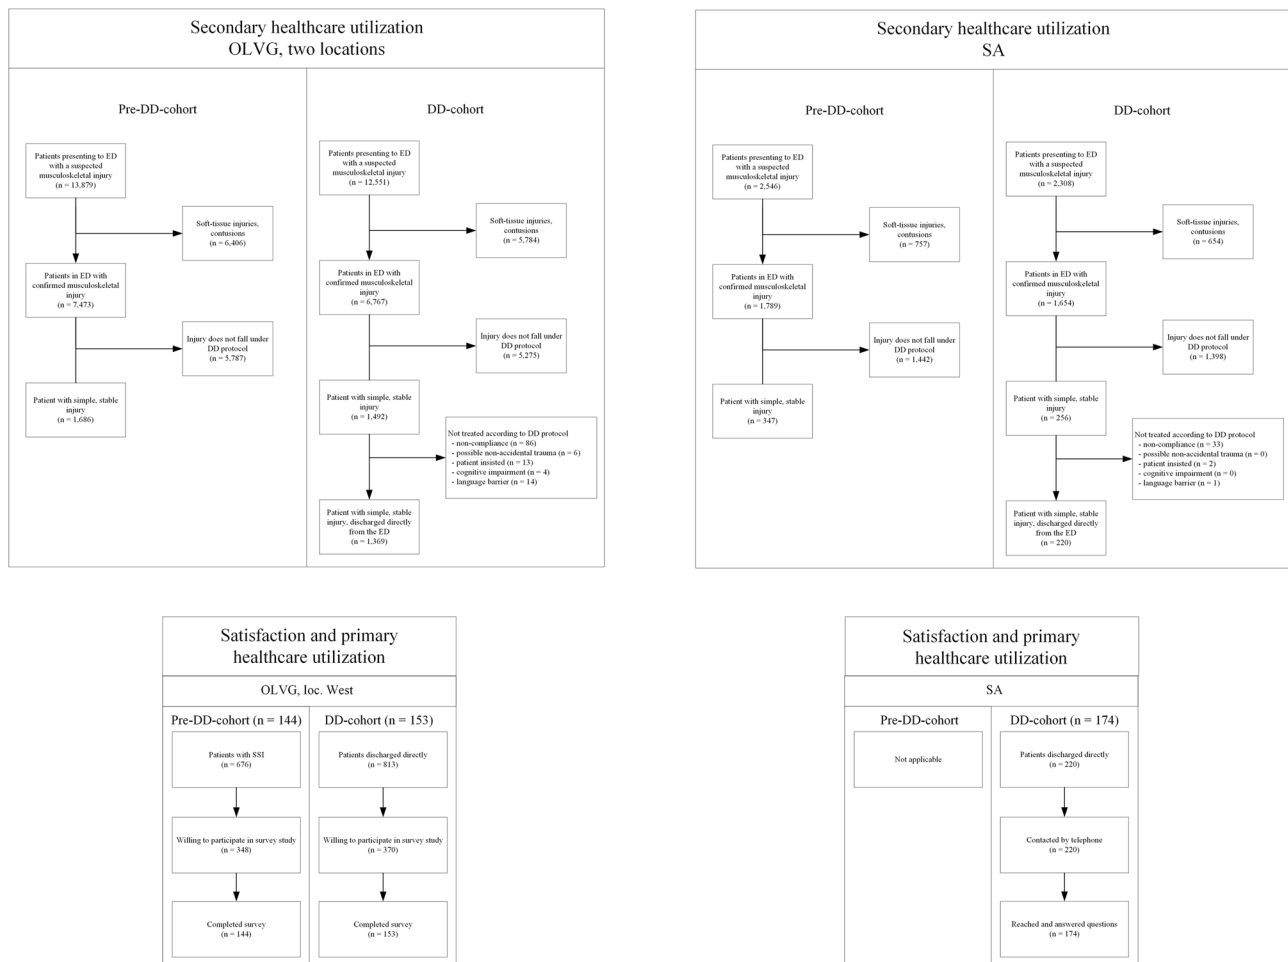 Secondary healthcare utilization
OLVG, two locations
Pre-DD-cohort
Patients presenting to ED
with a suspected
musculoskeletal injury
(n = 13,879)
Soft-tissue injuries,
contusions
(n = 6,406)
Patients in ED with
confirmed musculoskeletal
injury
(n = 7,473)
Injury does not fall under
DD protocol
(n = 5,787)
Patient with simple, stable
injury
(n = 1,686)
DD-cohort
Patients presenting to ED
with a suspected
musculoskeletal injury
(n = 12,551)
Soft-tissue injuries,
contusions
(n = 5,784)
Patients in ED with
confirmed musculoskeletal
injury
(n = 6,767)
Injury does not fall under
DD protocol
(n = 5,275)
Patient with simple, stable
injury
(n = 1,492)
Not treated according to DD protocol
- non-compliance (n = 86)
- possible non-accidental trauma (n = 6)
- patient insisted (n = 13)
- cognitive impairment (n = 4)
- language barrier (n = 14)
Patient with simple, stable
injury, discharged directly
from the ED
(n = 1,369)
Secondary healthcare utilization
SA
Pre-DD-cohort
Patients presenting to ED
with a suspected
musculoskeletal injury
(n = 2,546)
Soft-tissue injuries,
contusions
(n = 757)
Patients in ED with
confirmed musculoskeletal
injury
(n = 1,789)
Injury does not fall under
DD protocol
(n = 1,442)
Patient with simple, stable
injury
(n = 347)
DD-cohort
Patients presenting to ED
with a suspected
musculoskeletal injury
(n = 2,308)
Soft-tissue injuries,
contusions
(n = 654)
Patients in ED with
confirmed musculoskeletal
injury
(n = 1,654)
Injury does not fall under
DD protocol
(n = 1,398)
Patient with simple, stable
injury
(n = 256)
Not treated according to DD protocol
- non-compliance (n = 33)
- possible non-accidental trauma (n = 0)
- patient insisted (n = 2)
- cognitive impairment (n = 0)
- language barrier (n = 1)
Patient with simple, stable
injury, discharged directly
from the ED
(n = 220)
Satisfaction and primary
healthcare utilization
OLVG, loc. West
Pre-DD-cohort (n = 144)
Patients with SSI
(n = 676)
Willing to participate in survey study
(n = 348)
Completed survey
(n = 144)
DD-cohort (n = 153)
Patients discharged directly
(n = 813)
Willing to participate in survey study
(n = 370)
Completed survey
(n = 153)
Satisfaction and primary
healthcare utilization
SA
Pre-DD-cohort
Not applicable
DD-cohort (n = 174)
Patients discharged directly
(n = 220)
Contacted by telephone
(n = 220)
Reached and answered questions
(n = 174)